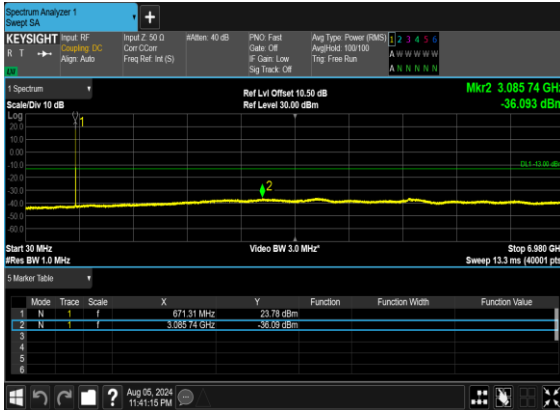 Spectrum Analyzer 1
Swept SA
KEYSIGHT Input: RF Input Z: 50 Ω #Atten: 40 dB PNO: Fast Avg Type: Power (RMS) 1 2 3 4 5 6
R T Coupling: DC Corr CCorr Gate: Off Avg|Hold: 100/100 A W W W W W
Align: Auto Freq Ref: Int (S) IF Gain: Low Trig: Free Run
Sig Track: Off A N N N N N
1 Spectrum Ref Lvl Offset 10.50 dB Mkr2 3.085 74 GHz
Scale/Div 10 dB Ref Level 30.00 dBm -36.093 dBm
Log
20.0
10.0
0.00
-10.0
-20.0
-30.0
-40.0
-50.0
-60.0
1
DL1 -13.00 dBm
2
Start 30 MHz Video BW 3.0 MHz* Stop 6.980 GH
#Res BW 1.0 MHz Sweep 13.3 ms (40001 pts
5 Marker Table
Mode Trace Scale X Y Function Function Width Function Value
1 N 1 f 671.31 MHz 23.78 dBm
2 N 1 f 3.085 74 GHz -36.09 dBm
3
4
5
6
?
Aug 05, 2024
11:41:15 PM